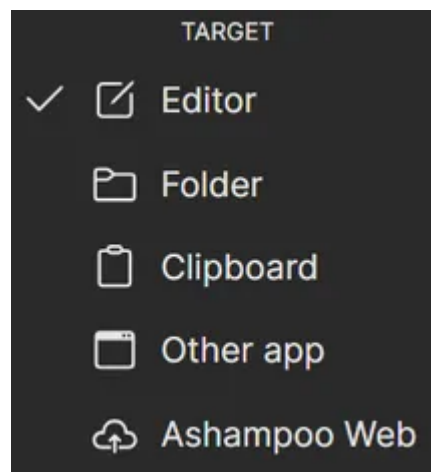 TARGET
Editor
Folder
Clipboard
Other app
Ashampoo Web